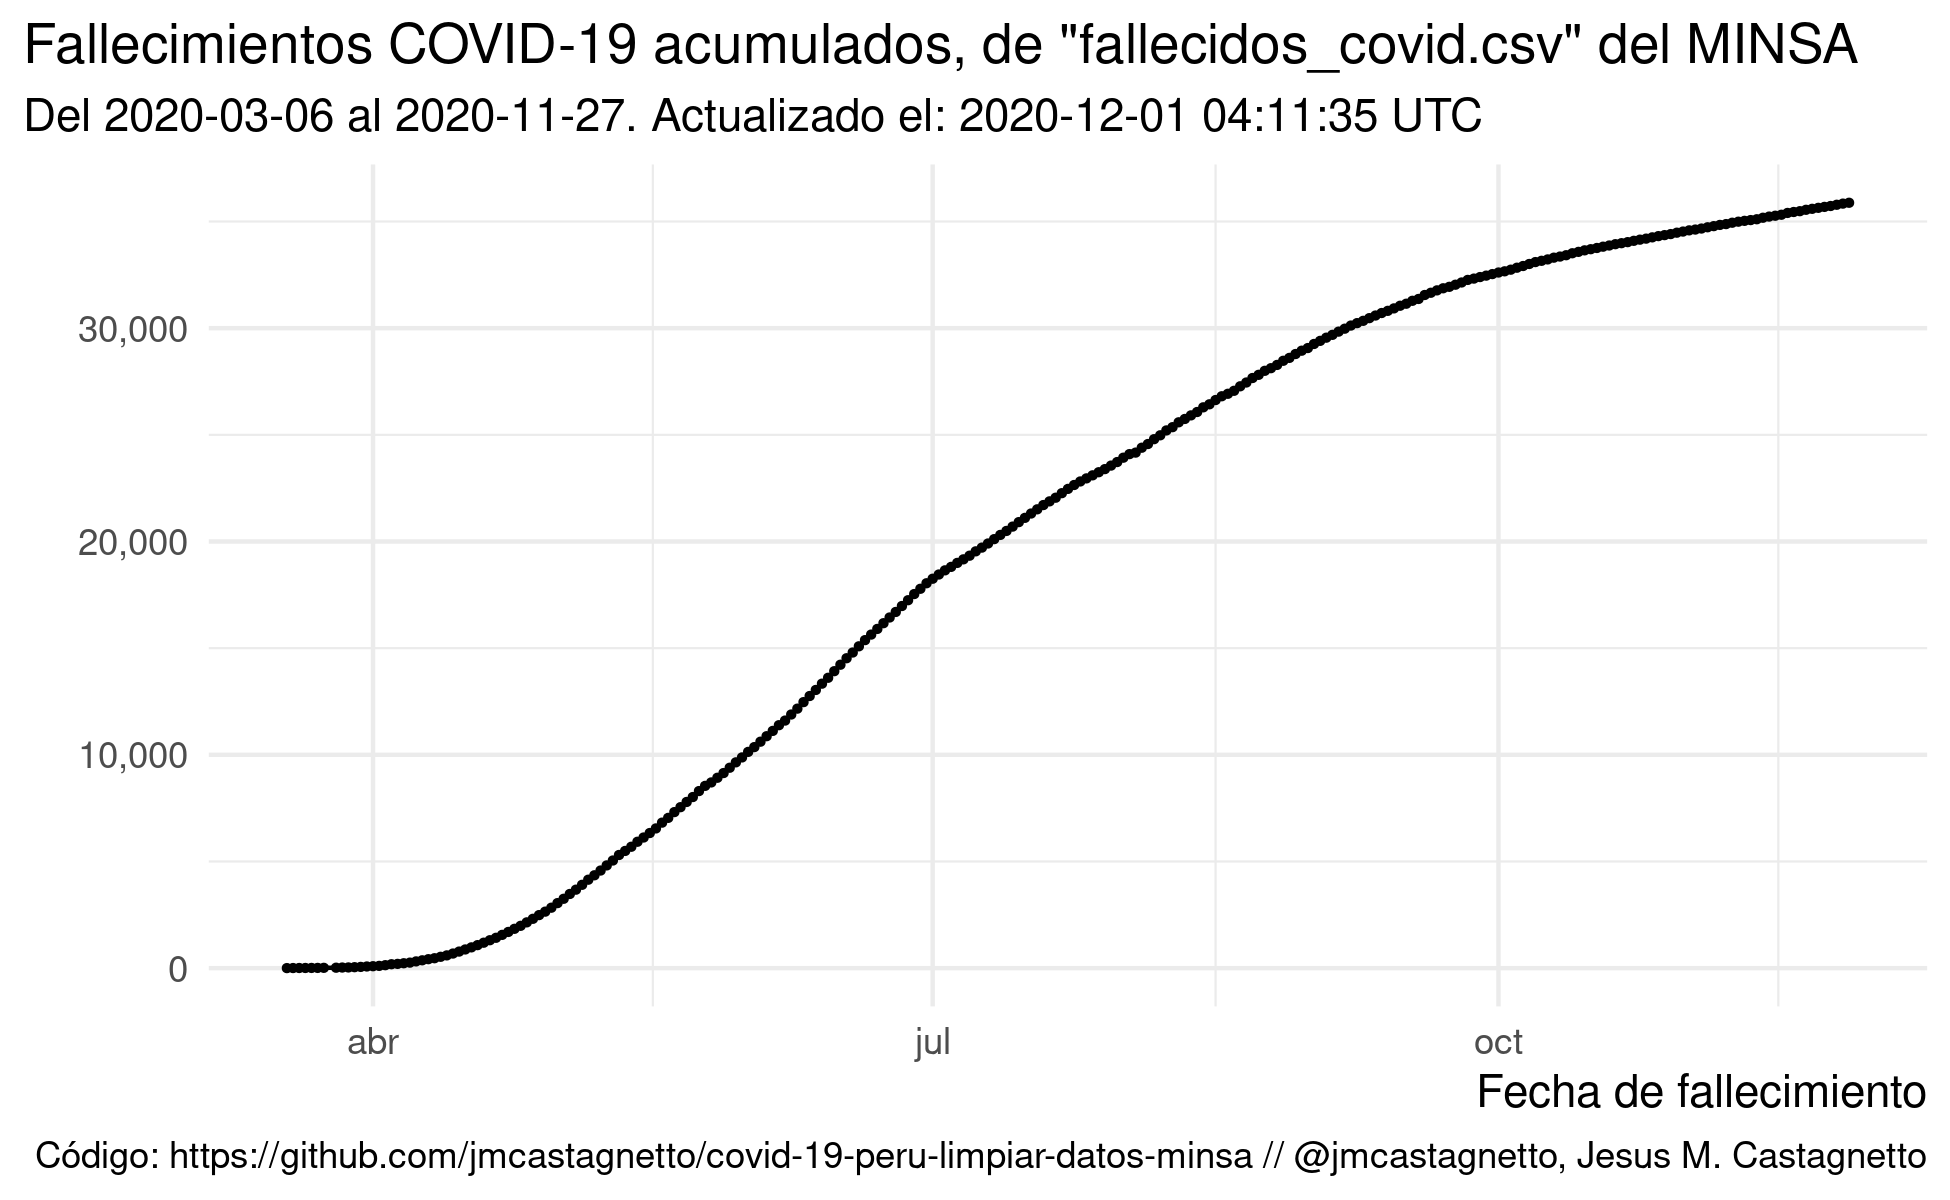 Fallecimientos COVID-19 acumulados, de "fallecidos_covid.csv" del MINSA
Del 2020-03-06 al 2020-11-27. Actualizado el: 2020-12-01 04:11:35 UTC
30,000
20,000
10,000
0
abr jul oct
Fecha de fallecimiento
Código: https://github.com/jmcastagnetto/covid-19-peru-limpiar-datos-minsa // @jmcastagnetto, Jesus M. Castagnetto